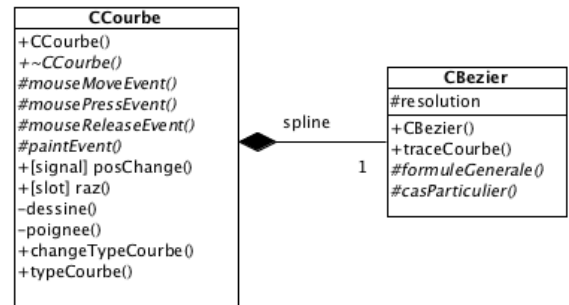 CCourbe
+CCourbe()
+~CCourbe()
#mouseMoveEvent()
#mousePressEvent()
#mouseReleaseEvent()
#paintEvent()
+[signal] posChange()
+[slot] raz()
-dessine()
-poignee()
+changeTypeCourbe()
+typeCourbe()
spline
1
CBezier
#resolution
+CBezier()
+traceCourbe()
#formuleGenerale()
#casParticulier()